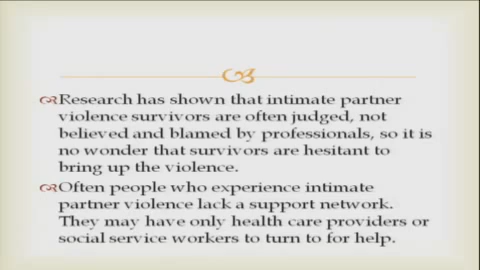 Research has shown that intimate partner
violence survivors are often judged, not
believed and blamed by professionals, so it is
no wonder that survivors are hesitant to
bring up the violence.
Often people who experience intimate
partner violence lack a support network.
They may have only health care providers or
social service workers to turn to for help.